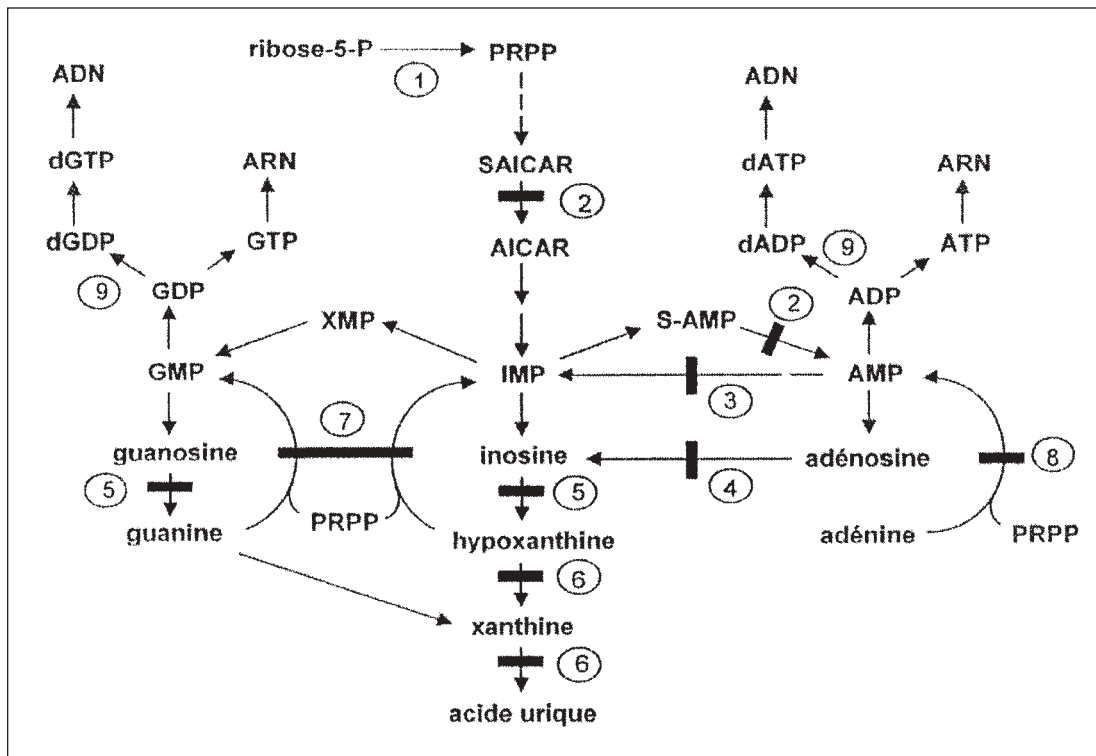 ribose-5-P PRPP
1
ADN ADN
dGTP ARN SAICAR dATP ARN
2
dGDP GTP AICAR dADP 9 ATP
9 GDP 2 ADP
XMP S-AMP
GMP IMP AMP
3
7
guanosine inosine adénosine 8
5 5 4
guanine PRPP hypoxanthine adénine PRPP
6
xanthine
6
acide urique